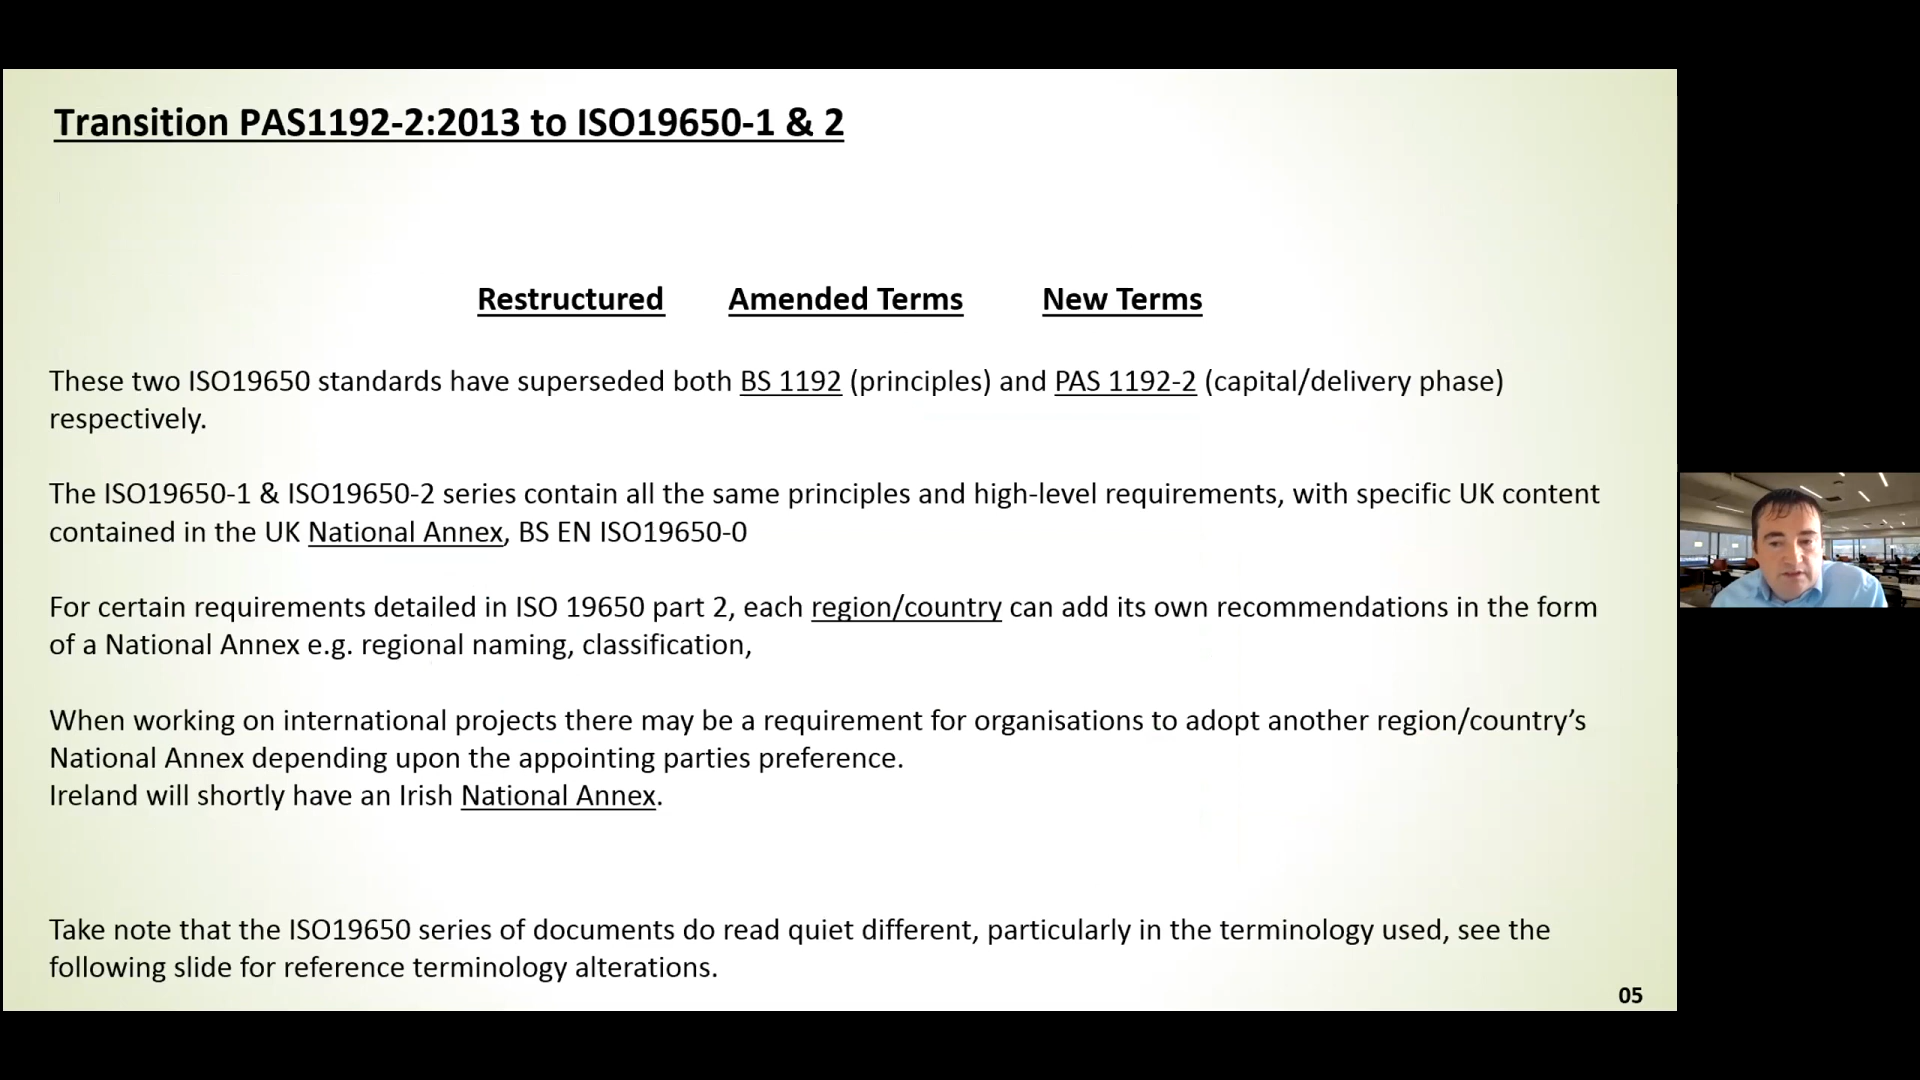 Transition PAS1192-2:2013 to ISO19650-1 & 2
Restructured Amended Terms New Terms
These two ISO19650 standards have superseded both BS 1192 (principles) and PAS 1192-2 (capital/delivery phase)
respectively.
The ISO19650-1 & ISO19650-2 series contain all the same principles and high-level requirements, with specific UK content
contained in the UK National Annex, BS EN ISO19650-0
For certain requirements detailed in ISO 19650 part 2, each region/country can add its own recommendations in the form
of a National Annex e.g. regional naming, classification,
When working on international projects there may be a requirement for organisations to adopt another region/country’s
National Annex depending upon the appointing parties preference.
Ireland will shortly have an Irish National Annex.
Take note that the ISO19650 series of documents do read quiet different, particularly in the terminology used, see the
following slide for reference terminology alterations.
05